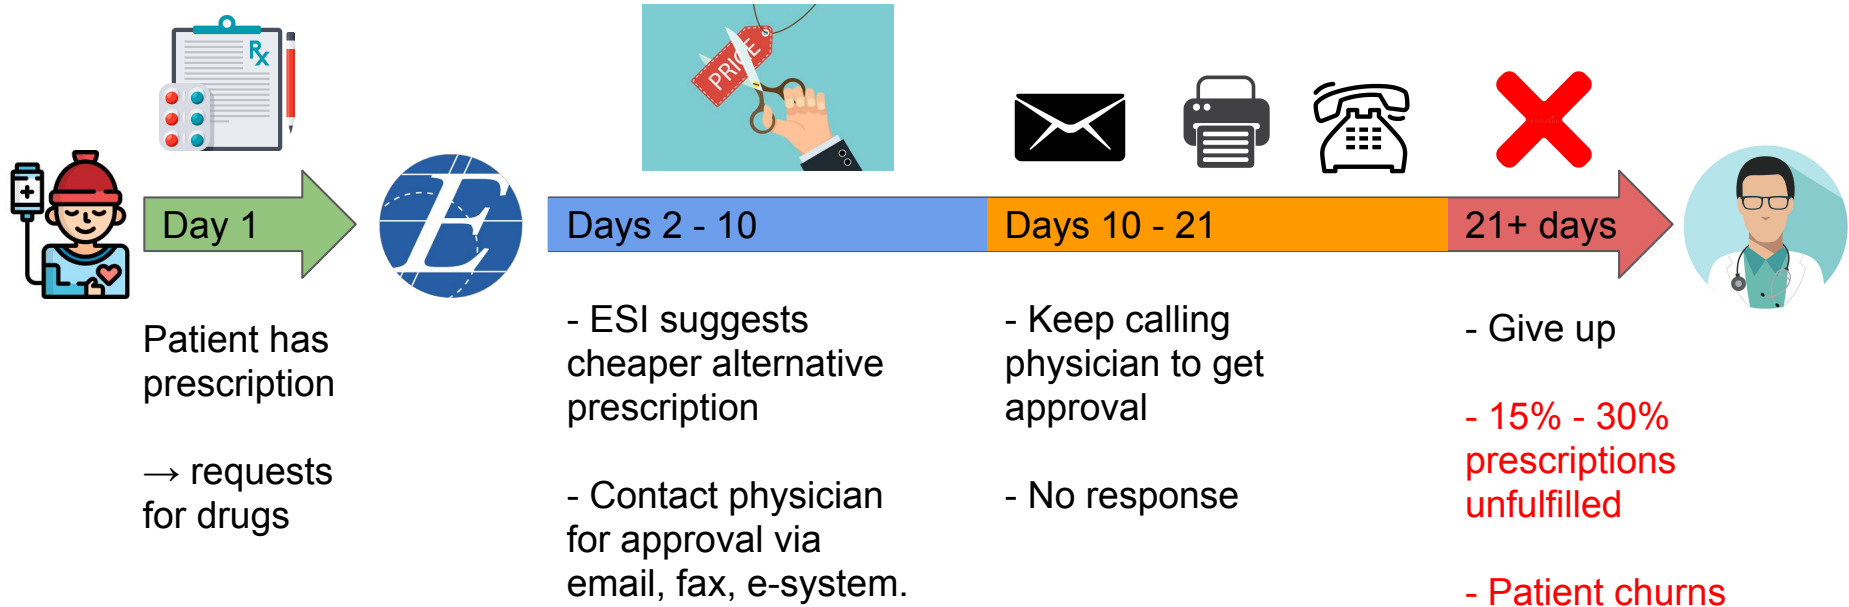 Rx
PRICE
E
Day 1
Days 2 - 10
Days 10 - 21
21+ days
Patient has
prescription
→ requests
for drugs
- ESI suggests
cheaper alternative
prescription
- Contact physician
for approval via
email, fax, e-system.
- Keep calling
physician to get
approval
- No response
- Give up
- 15% - 30%
prescriptions
unfulfilled
- Patient churns